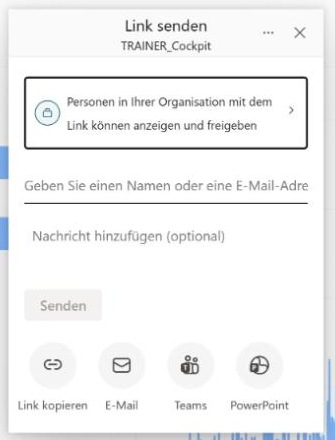 Link senden
TRAINER_Cockpit
Personen in Ihrer Organisation mit dem
Link können anzeigen und freigeben
Geben Sie einen Namen oder eine E-Mail-Adre
Nachricht hinzufügen (optional)
Senden
Link kopieren E-Mail Teams PowerPoint